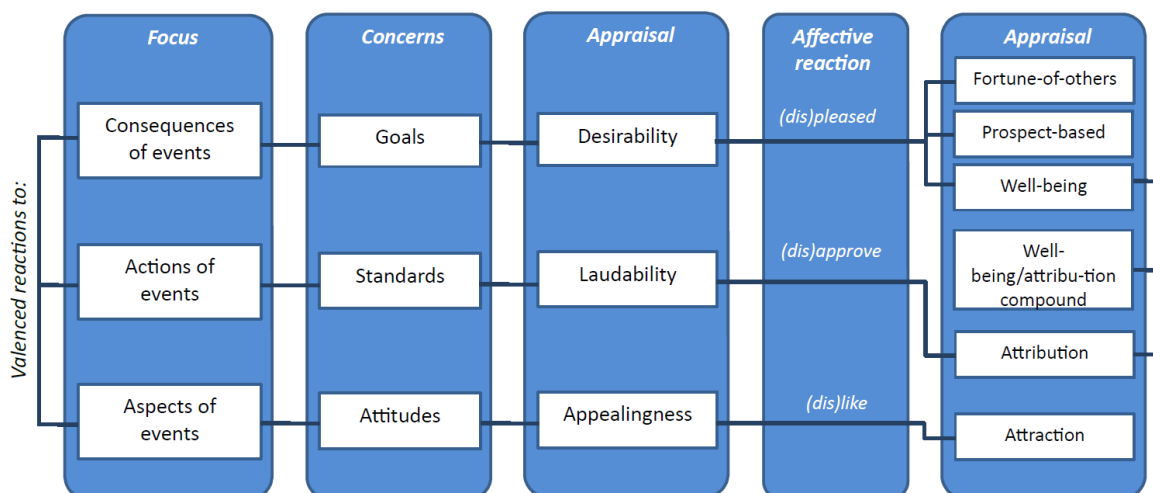 Valenced reactions to:
Focus
Consequences
of events
Actions of
events
Aspects of
events
Concerns
Goals
Standards
Attitudes
Appraisal
Desirability
Laudability
Appealingness
Affective
reaction
(dis)pleased
(dis)approve
(dis)like
Appraisal
Fortune-of-others
Prospect-based
Well-being
Well-
being/attribu-tion
compound
Attribution
Attraction